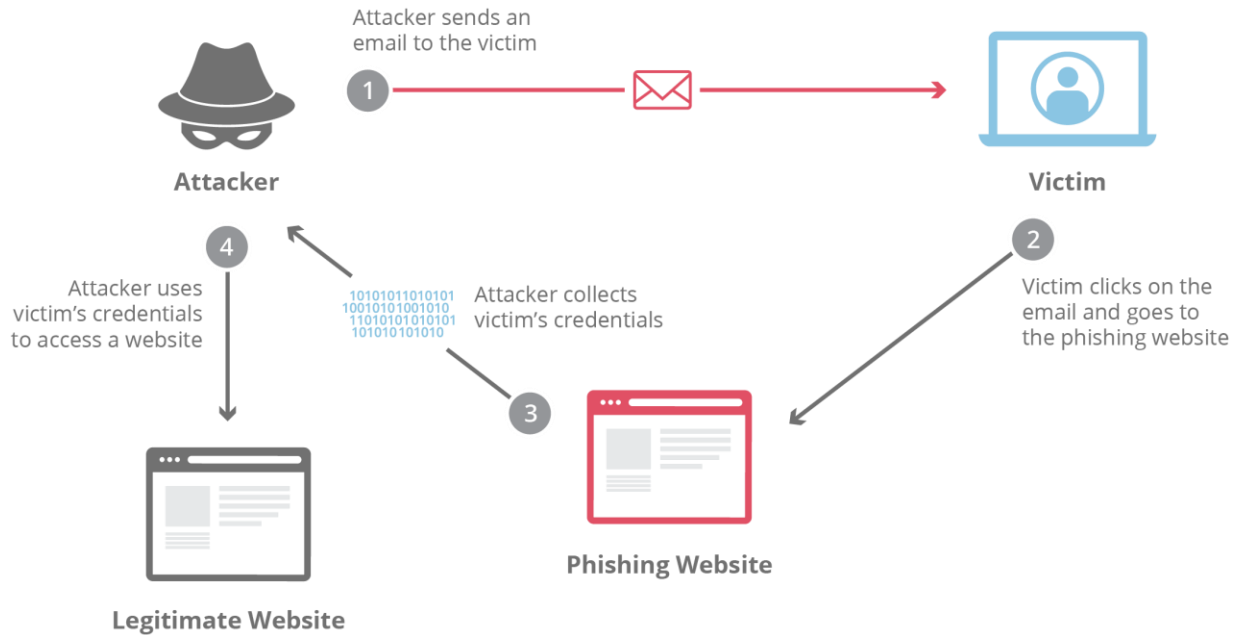 Attacker sends an
email to the victim
1
Attacker
Victim
4
2
Attacker uses
victim’s credentials
to access a website
10101011010101
10010101001010
11010101010101
101010101010
Attacker collects
victim’s credentials
Victim clicks on the
email and goes to
the phishing website
3
Phishing Website
Legitimate Website